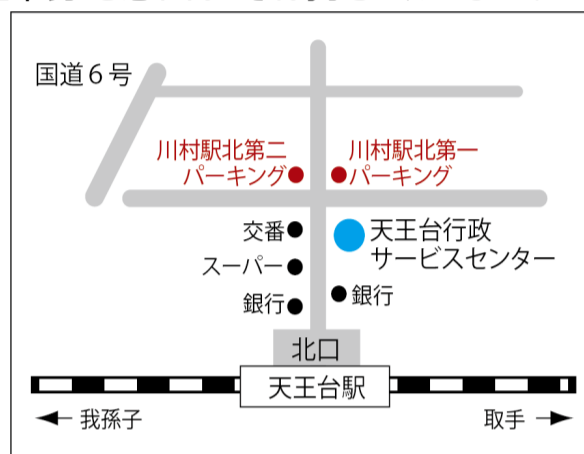 国道６号
川村駅北第二
パーキング
川村駅北第一
パーキング
交番
天王台行政
サービスセンター
スーパー
銀行
銀行
北口
天王台駅
我孫子
取手